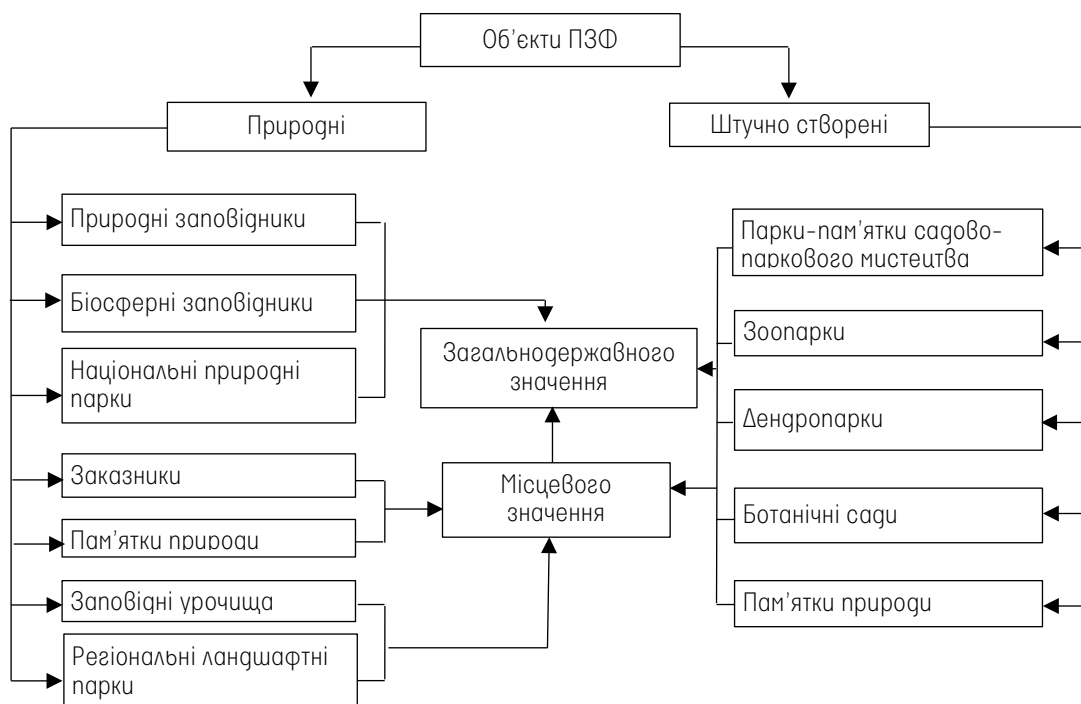 Об’єкти ПЗФ
Природні
Штучно створені
Природні заповідники
Біосферні заповідники
Національні природні
парки
Заказники
Пам’ятки природи
Заповідні урочища
Регіональні ландшафтні
парки
Загальнодержавного
значення
Місцевого
значення
Парки-пам’ятки садово-
паркового мистецтва
Зоопарки
Дендропарки
Ботанічні сади
Пам’ятки природи